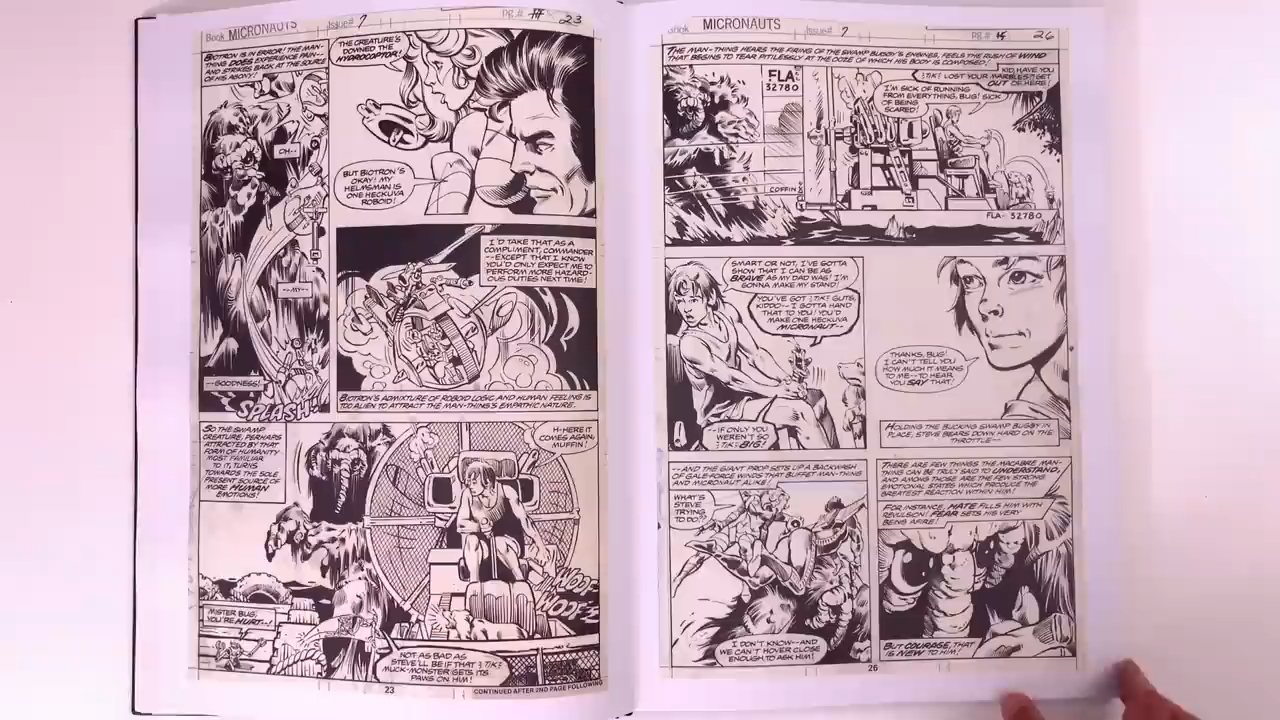 Book MICRONAUTS Issue# 7 PG.# 23
BIOTRON IS IN ERROR! THE MAN-
THING DOES EXPERIENCE PAIN--
AND STRIKES BACK AT THE SOURCE
OF HIS AGONY!
OH--
--MY--
--GOODNESS!
SPLASH!
THE CREATURE'S
DOWNED THE
HYDROCOPTOR!
BUT BIOTRON'S
OKAY! MY
HELMSMAN IS
ONE HECKUVA
ROBOID!
I'D TAKE THAT AS A
COMPLIMENT, COMMANDER
--EXCEPT THAT I KNOW
YOU'D ONLY EXPECT ME TO
PERFORM MORE HAZARD-
OUS DUTIES NEXT TIME!
BIOTRON'S ADMIXTURE OF ROBOID LOGIC AND HUMAN FEELING IS
TOO ALIEN TO ATTRACT THE MAN-THING'S EMPATHIC NATURE.
SO THE SWAMP
CREATURE, PERHAPS
ATTRACTED BY THAT
FORM OF HUMANITY
MOST FAMILIAR
TO IT, TURNS
TOWARDS THE SOLE
PRESENT SOURCE OF
MORE HUMAN
EMOTIONS!
H-HERE IT
COMES AGAIN,
MUFFIN!
WOOF
WOOF
MISTER BUG,
YOU'RE HURT--!
NOT AS BAD AS
STEVE'LL BE IF THAT :TIK:
MUCK-MONSTER GETS ITS
PAWS ON HIM!
23
CONTINUED AFTER 2ND PAGE FOLLOWING
Book MICRONAUTS Issue# 7 PG.# 15 26
THE MAN-THING HEARS THE FIRING OF THE SWAMP BUGGY'S ENGINES, FEELS THE RUSH OF WIND
THAT BEGINS TO TEAR PITILESSLY AT THE OOZE OF WHICH HIS BODY IS COMPOSED!
FLA.
32780
COFFIN
KID, HAVE YOU
:TIK: LOST YOUR MARBLES? GET
OUT OF HERE!
I'M SICK OF RUNNING
FROM EVERYTHING, BUG! SICK
OF BEING
SCARED!
FLA- 32780
SMART OR NOT, I'VE GOTTA
SHOW THAT I CAN BE AS
BRAVE AS MY DAD WAS! I'M
GONNA MAKE MY STAND!
YOU'VE GOT :TIK: GUTS,
KIDDO-- I GOTTA HAND
THAT TO YOU! YOU'D
MAKE ONE HECKUVA
MICRONAUT--
--IF ONLY YOU
WEREN'T SO
:TIK: BIG!
THANKS, BUG!
I CAN'T TELL YOU
HOW MUCH IT MEANS
TO ME--TO HEAR
YOU SAY THAT!
HOLDING THE BUCKING SWAMP BUGGY IN
PLACE, STEVE BEARS DOWN HARD ON THE
THROTTLE--
--AND THE GIANT PROP SETS UP A BACKWASH
OF GALE-FORCE WINDS THAT BUFFET MAN-THING
AND MICRONAUT ALIKE!
WHAT'S
STEVE
TRYING
TO DO??
I DON'T KNOW--AND
WE CAN'T HOVER CLOSE
ENOUGH TO ASK HIM!
THERE ARE FEW THINGS THE MACABRE MAN-
THING CAN BE TRULY SAID TO UNDERSTAND,
AND AMONG THOSE ARE THE FEW STRONG
EMOTIONAL STATES WHICH PRODUCE THE
GREATEST REACTION WITHIN HIM!
FOR INSTANCE, HATE FILLS HIM WITH
REVULSION! FEAR SETS HIS VERY
BEING AFIRE!
BUT COURAGE, THAT
IS NEW TO HIM!
26